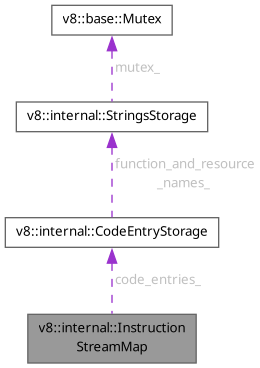 v8::base::Mutex
mutex_
v8::internal::StringsStorage
function_and_resource
_names_
v8::internal::CodeEntryStorage
code_entries_
v8::internal::Instruction
StreamMap